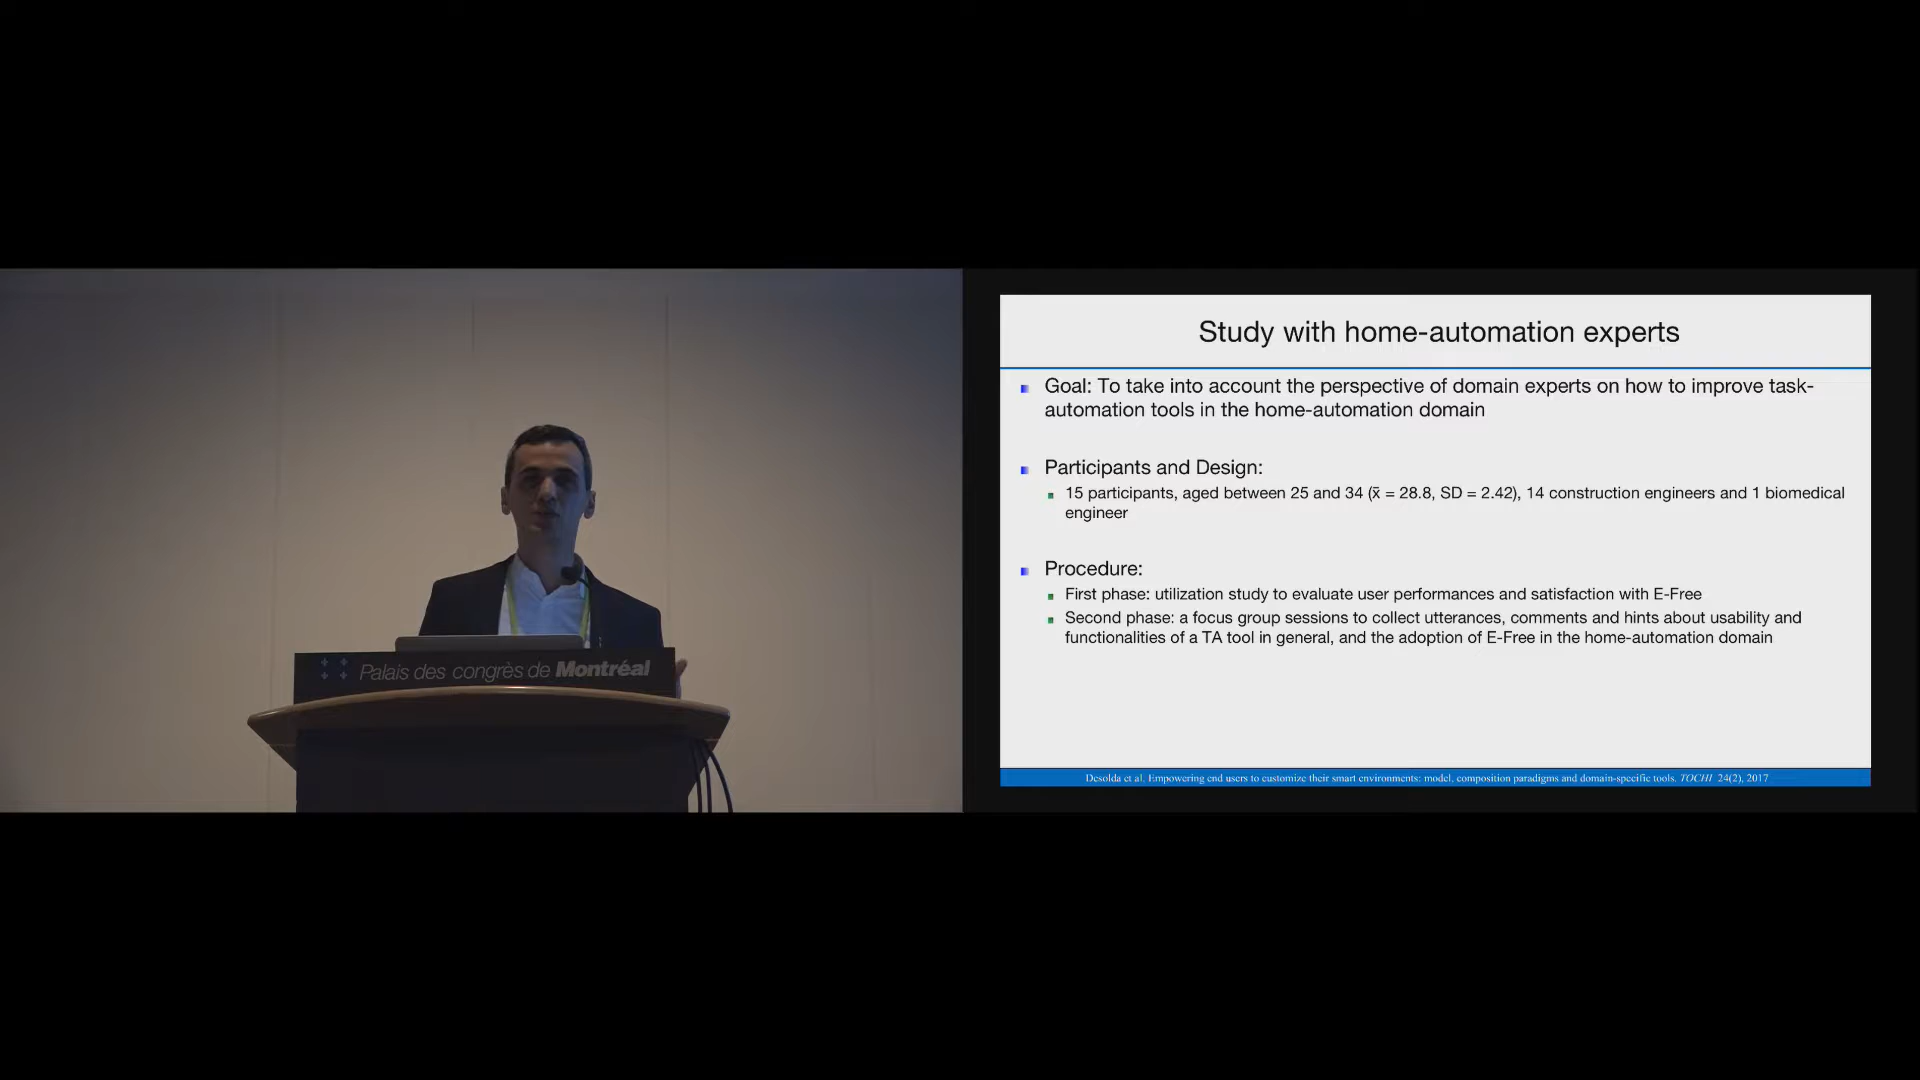 Palais des congrès de Montréal
Study with home-automation experts
Goal: To take into account the perspective of domain experts on how to improve task-
automation tools in the home-automation domain
Participants and Design:
15 participants, aged between 25 and 34 (x̄ = 28.8, SD = 2.42), 14 construction engineers and 1 biomedical
engineer
Procedure:
First phase: utilization study to evaluate user performances and satisfaction with E-Free
Second phase: a focus group sessions to collect utterances, comments and hints about usability and
functionalities of a TA tool in general, and the adoption of E-Free in the home-automation domain
Desolda et al. Empowering end users to customize their smart environments: model, composition paradigms and domain-specific tools. TOCHI 24(2), 2017